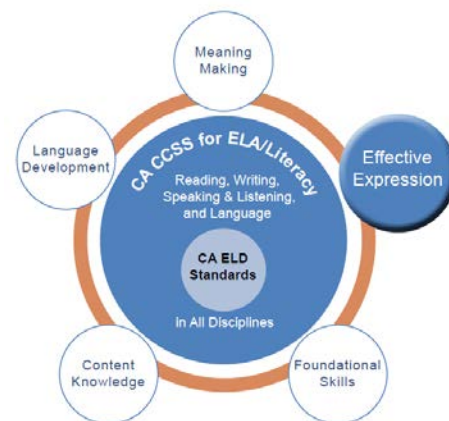 Meaning
Making
Language
Development
Effective
Expression
CA CCSS for ELA/Literacy
Reading, Writing,
Speaking & Listening,
and Language
CA ELD
Standards
in All Disciplines
Content
Knowledge
Foundational
Skills